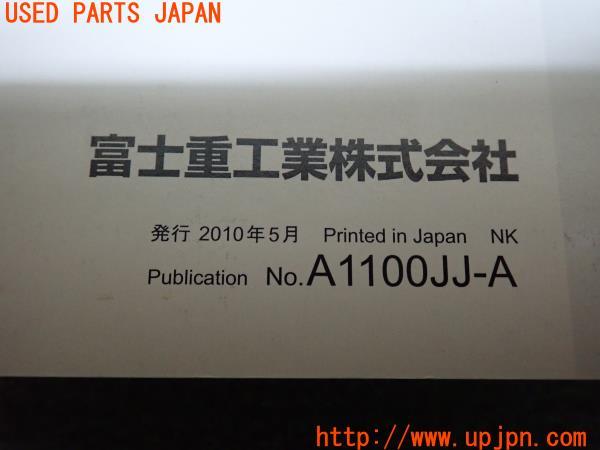 USED PARTS JAPAN
富士重工業株式会社
発行 2010年5月 Printed in Japan NK
Publication No.A1100JJ-A
http://www.upjpn.com/